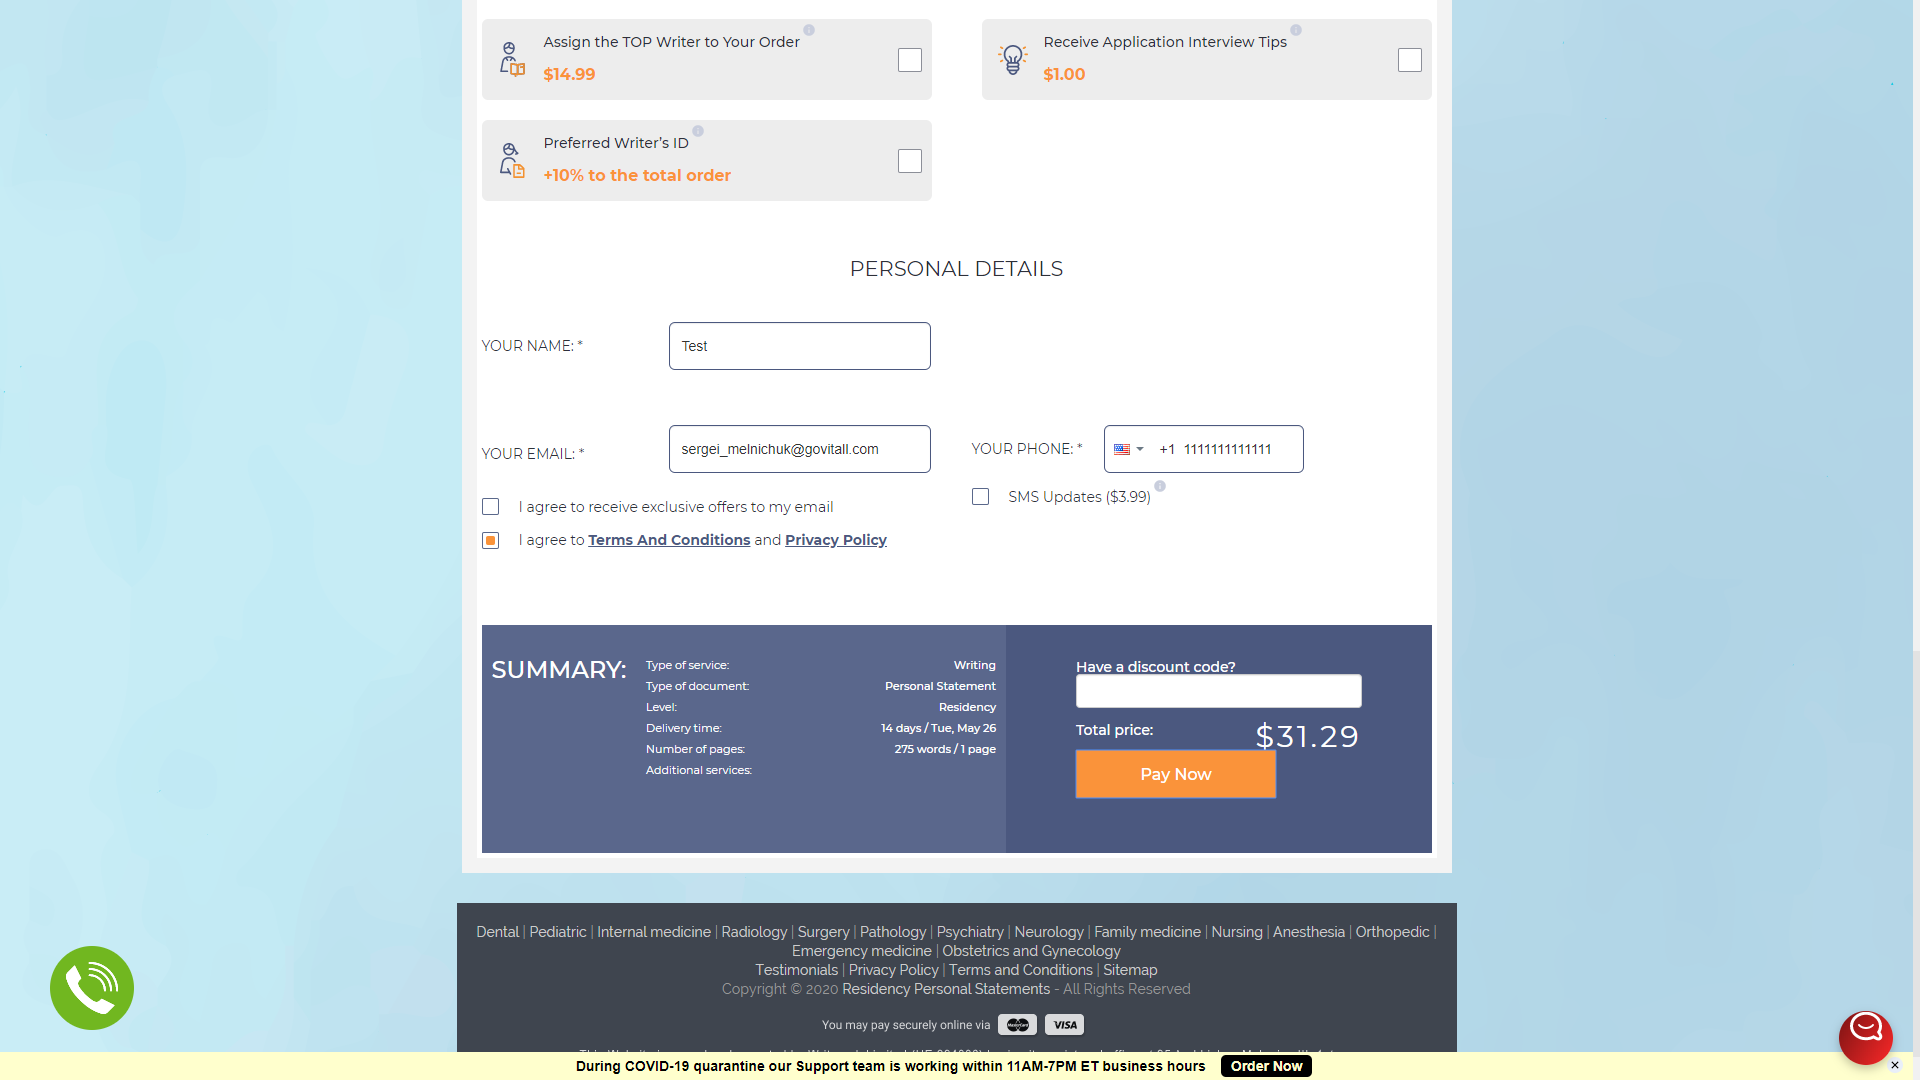 Assign the TOP Writer to Your Order
$14.99
Receive Application Interview Tips
$1.00
Preferred Writer's ID
+10% to the total order
PERSONAL DETAILS
YOUR NAME: *
Test
YOUR EMAIL: *
sergei_melnichuk@govitall.com
YOUR PHONE: *
+1 1111111111111
I agree to receive exclusive offers to my email
SMS Updates ($3.99)
I agree to Terms And Conditions and Privacy Policy
SUMMARY:
Type of service: Writing
Type of document: Personal Statement
Level: Residency
Delivery time: 14 days / Tue, May 26
Number of pages: 275 words / 1 page
Additional services:
Have a discount code?
Total price: $31.29
Pay Now
Dental | Pediatric | Internal medicine | Radiology | Surgery | Pathology | Psychiatry | Neurology | Family medicine | Nursing | Anesthesia | Orthopedic |
Emergency medicine | Obstetrics and Gynecology
Testimonials | Privacy Policy | Terms and Conditions | Sitemap
Copyright © 2020 Residency Personal Statements - All Rights Reserved
You may pay securely online via MasterCard VISA
During COVID-19 quarantine our Support team is working within 11AM-7PM ET business hours Order Now